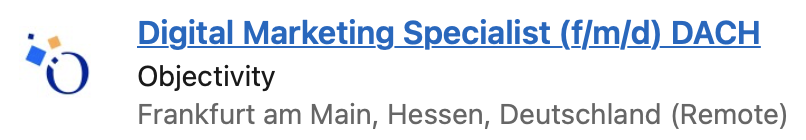 Digital Marketing Specialist (f/m/d) DACH
Objectivity
Frankfurt am Main, Hessen, Deutschland (Remote)